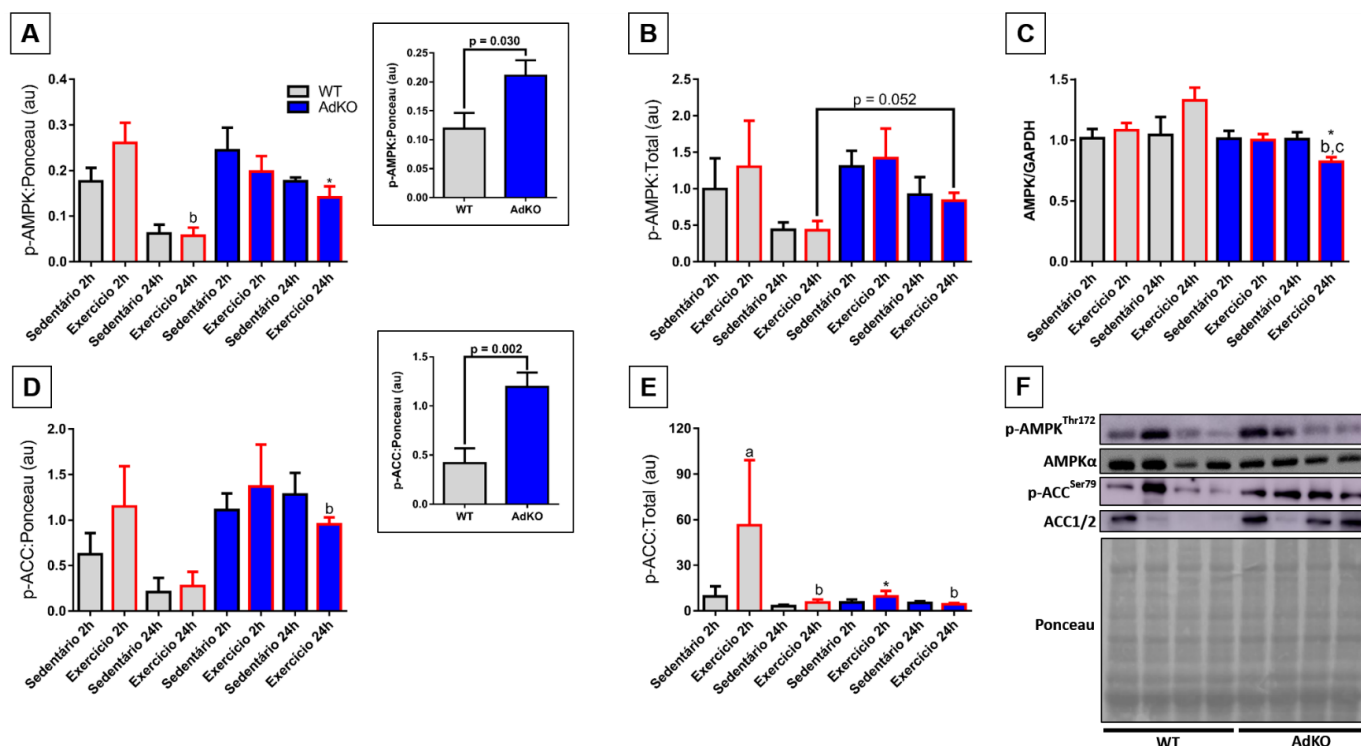 A
p-AMPK:Ponceau (au)
0.4
0.3
0.2
0.1
0.0
WT
AdKO
b
*
Sedentário 2h
Exercício 2h
Sedentário 24h
Exercício 24h
Sedentário 2h
Exercício 2h
Sedentário 24h
Exercício 24h
p = 0.030
p-AMPK:Ponceau (au)
0.25
0.20
0.15
0.10
0.05
0.00
WT
AdKO
B
p-AMPK:Total (au)
2.5
2.0
1.5
1.0
0.5
0.0
p = 0.052
Sedentário 2h
Exercício 2h
Sedentário 24h
Exercício 24h
Sedentário 2h
Exercício 2h
Sedentário 24h
Exercício 24h
C
AMPK/GAPDH
1.5
1.0
0.5
0.0
*
b,c
Sedentário 2h
Exercício 2h
Sedentário 24h
Exercício 24h
Sedentário 2h
Exercício 2h
Sedentário 24h
Exercício 24h
D
p-ACC:Ponceau (au)
2.0
1.5
1.0
0.5
0.0
b
Sedentário 2h
Exercício 2h
Sedentário 24h
Exercício 24h
Sedentário 2h
Exercício 2h
Sedentário 24h
Exercício 24h
p = 0.002
p-ACC:Ponceau (au)
1.5
1.0
0.5
0.0
WT
AdKO
E
p-ACC:Total (au)
120
90
60
30
0
a
b
*
b
Sedentário 2h
Exercício 2h
Sedentário 24h
Exercício 24h
Sedentário 2h
Exercício 2h
Sedentário 24h
Exercício 24h
F
p-AMPK^Thr172
AMPKα
p-ACC^Ser79
ACC1/2
Ponceau
WT
AdKO